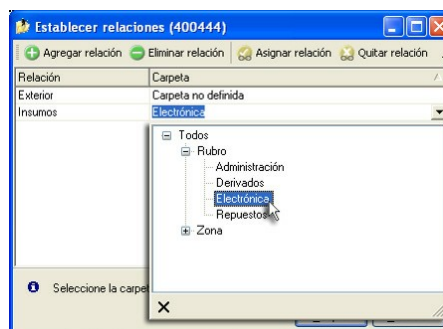 Establecer relaciones (400444)
Agregar relación Eliminar relación Asignar relación Quitar relación
Relación Carpeta
Exterior Carpeta no definida
Insumos Electrónica
Todos
Rubro
Administración
Derivados
Electrónica
Repuestos
Zona
Seleccione la carpet